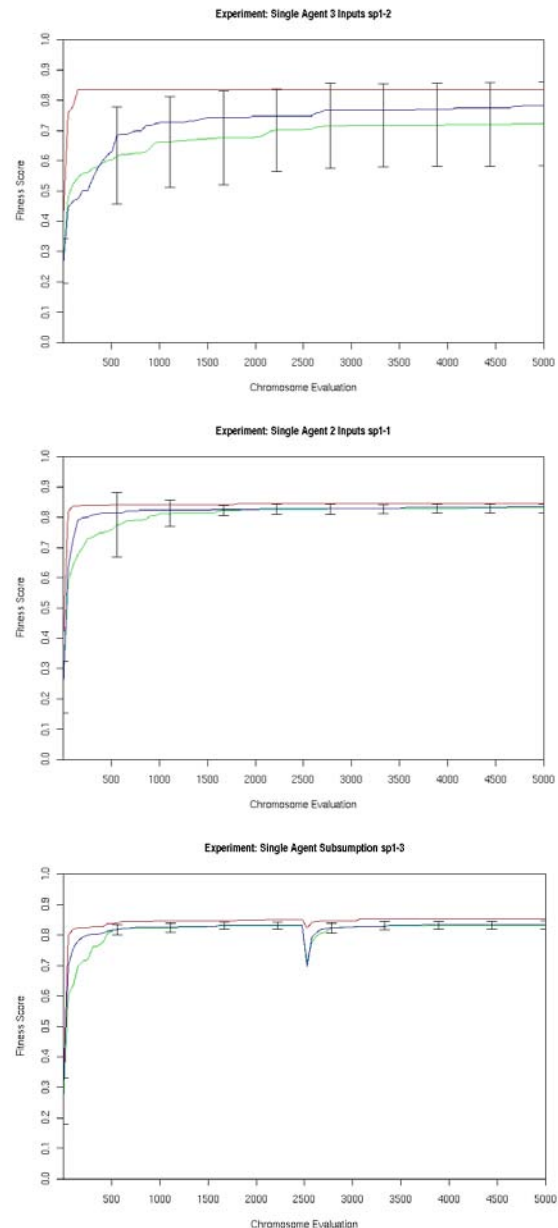 Experiment: Single Agent 3 Inputs sp1-2
1.0
0.9
0.8
0.7
0.6
0.5
0.4
0.3
0.2
0.1
0.0
Fitness Score
500 1000 1500 2000 2500 3000 3500 4000 4500 5000
Chromosome Evaluation
Experiment: Single Agent 2 Inputs sp1-1
1.0
0.9
0.8
0.7
0.6
0.5
0.4
0.3
0.2
0.1
0.0
Fitness Score
500 1000 1500 2000 2500 3000 3500 4000 4500 5000
Chromosome Evaluation
Experiment: Single Agent Subsumption sp1-3
1.0
0.9
0.8
0.7
0.6
0.5
0.4
0.3
0.2
0.1
0.0
Fitness Score
500 1000 1500 2000 2500 3000 3500 4000 4500 5000
Chromosome Evaluation